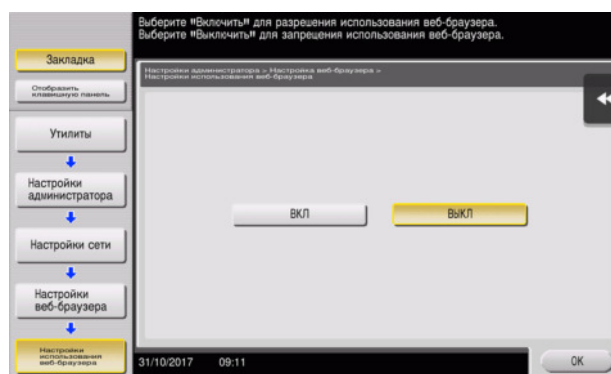 Выберите "Включить" для разрешения использования веб-браузера.
Выберите "Выключить" для запрещения использования веб-браузера.
Закладка
Отобразить
клавишную панель
Утилиты
Настройки
администратора
Настройки сети
Настройки
веб-браузера
Настройки
использования
веб-браузера
Настройки администратора > Настройка веб-браузера >
Настройки использования веб-браузера
ВКЛ
ВЫКЛ
31/10/2017 09:11
OK